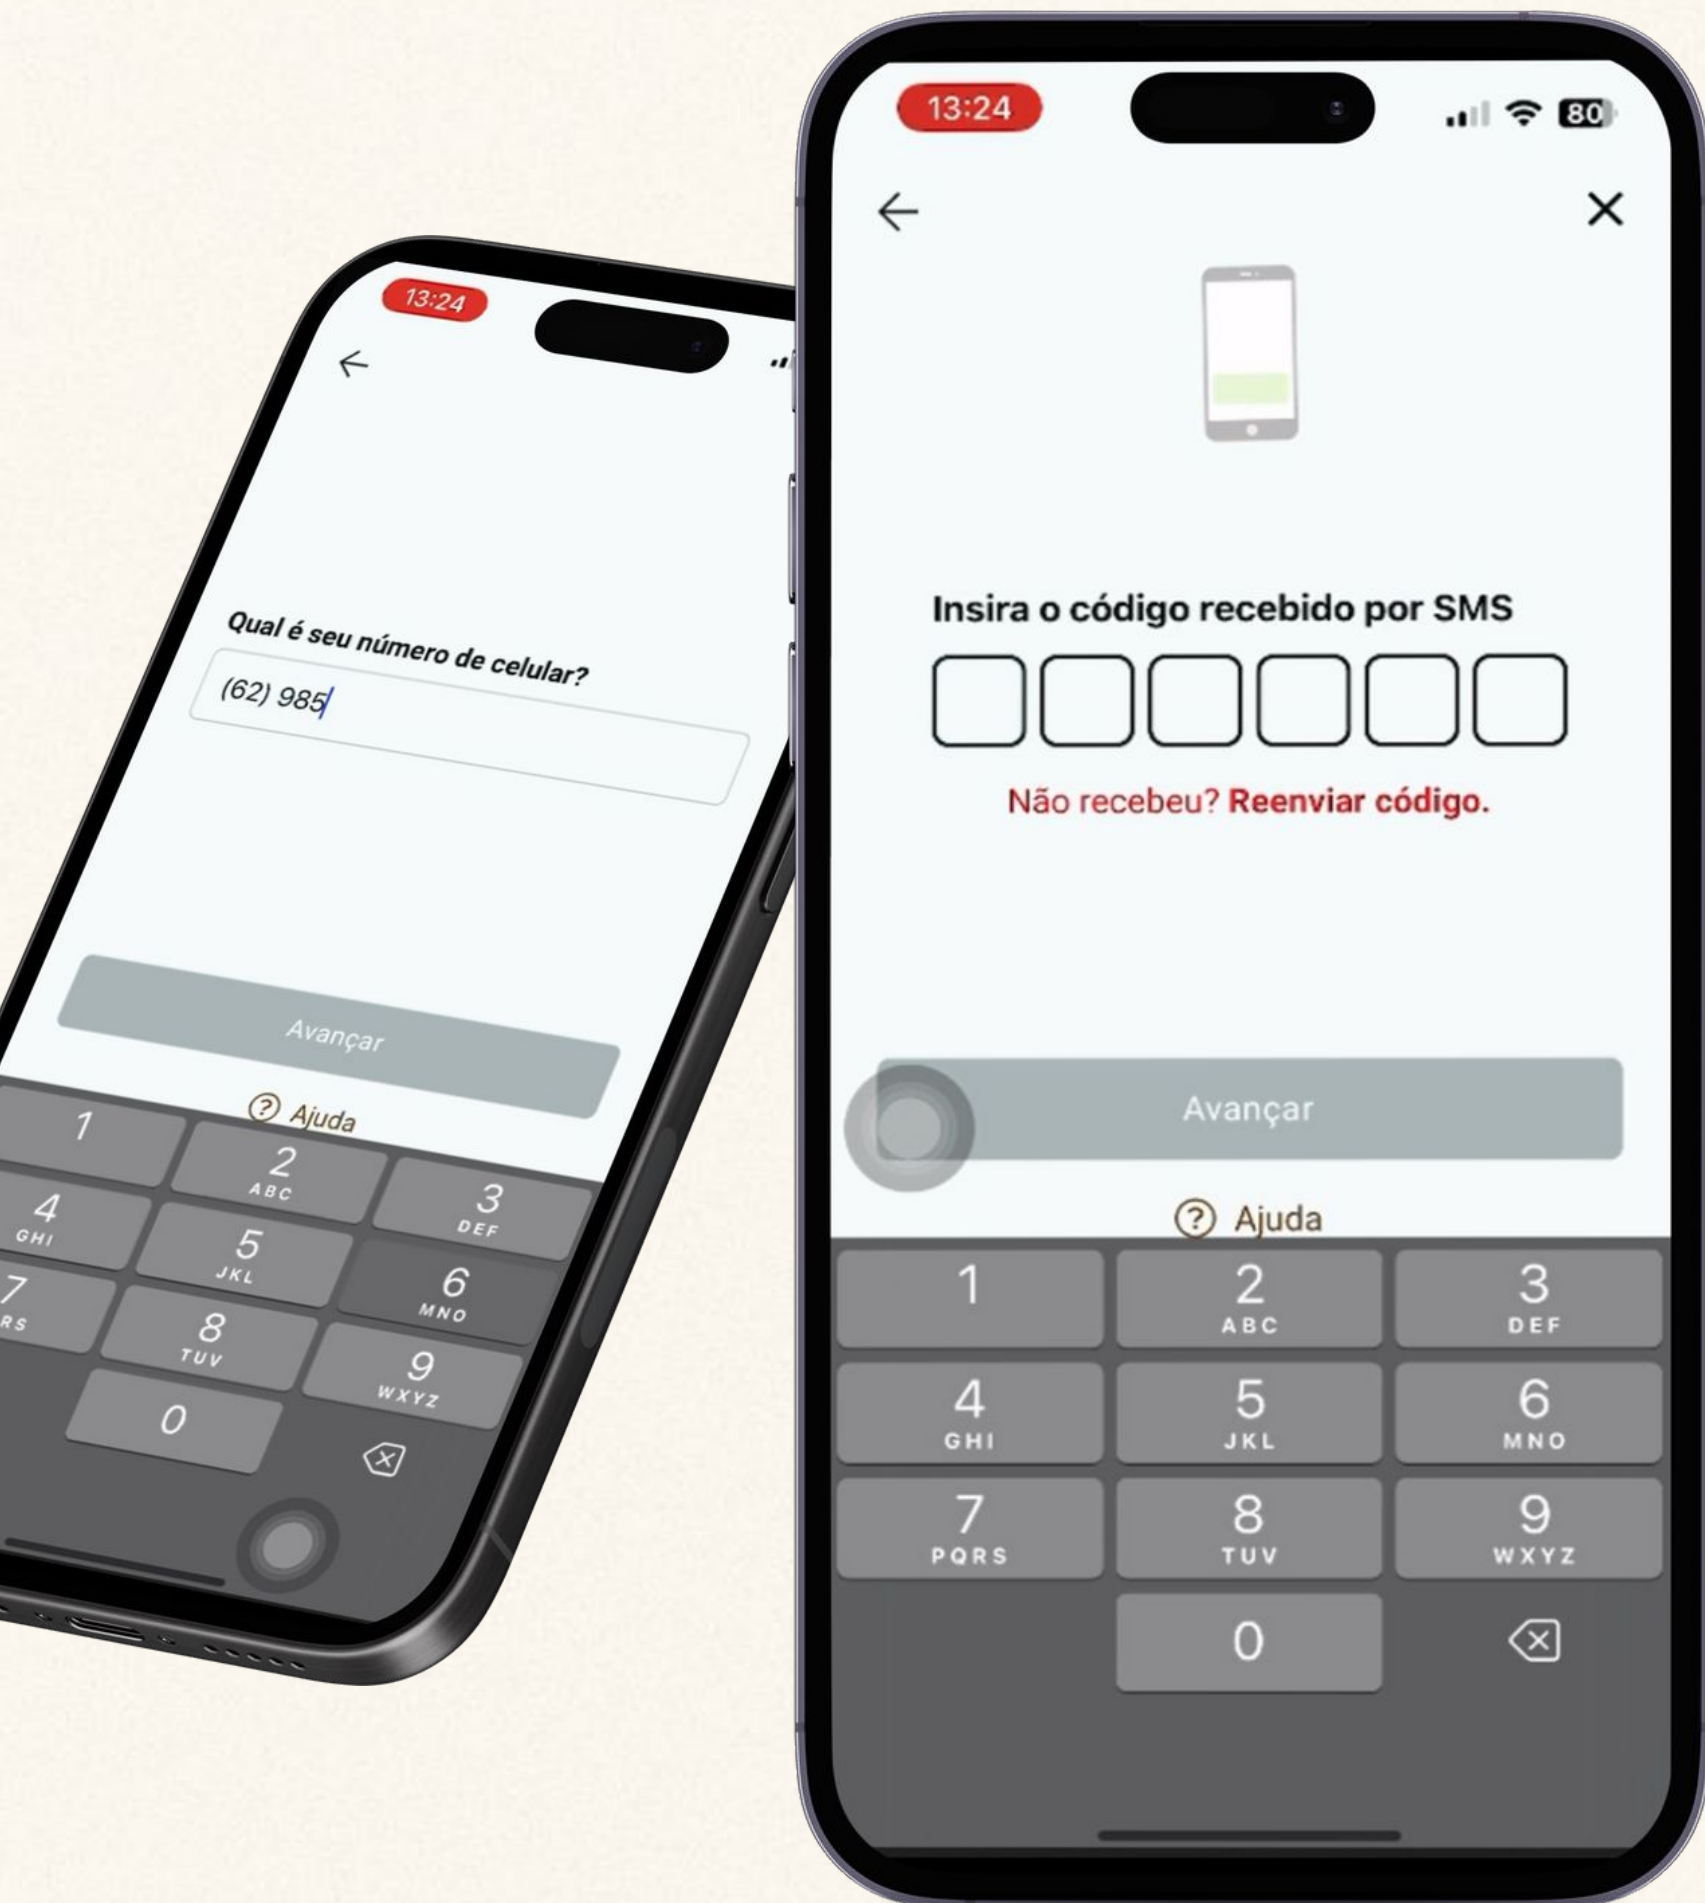 13:24
Qual é seu número de celular?
(62) 985
Avançar
? Ajuda
1
2
ABC
3
DEF
4
GHI
5
JKL
6
MNO
7
RS
8
TUV
9
WXYZ
0
13:24
80
Insira o código recebido por SMS
Não recebeu? Reenviar código.
Avançar
? Ajuda
1
2
ABC
3
DEF
4
GHI
5
JKL
6
MNO
7
PQRS
8
TUV
9
WXYZ
0